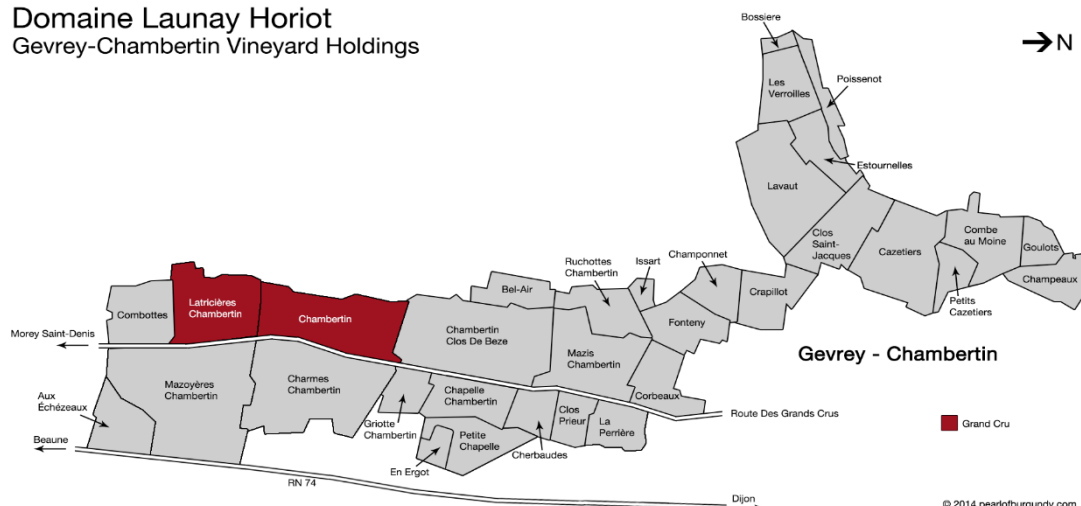 Domaine Launay Horiot
Gevrey-Chambertin Vineyard Holdings
N
Bossiere
Les
Verroilles
Poissenot
Estournelles
Lavaut
Clos
Saint-
Jacques
Cazetiers
Combe
au Moine
Goulots
Champeaux
Petits
Cazetiers
Ruchottes
Chambertin
Issart
Champonnet
Crapillot
Bel-Air
Fonteny
Combottes
Latricières
Chambertin
Chambertin
Chambertin
Clos De Beze
Mazis
Chambertin
Gevrey - Chambertin
Morey Saint-Denis
Mazoyères
Chambertin
Charmes
Chambertin
Chapelle
Chambertin
Corbeaux
Aux
Échézeaux
Griotte
Chambertin
Clos
Prieur
La
Perrière
Route Des Grands Crus
Grand Cru
Beaune
Petite
Chapelle
Cherbaudes
En Ergot
RN 74
Dijon
© 2014 pearlofburgundy.com